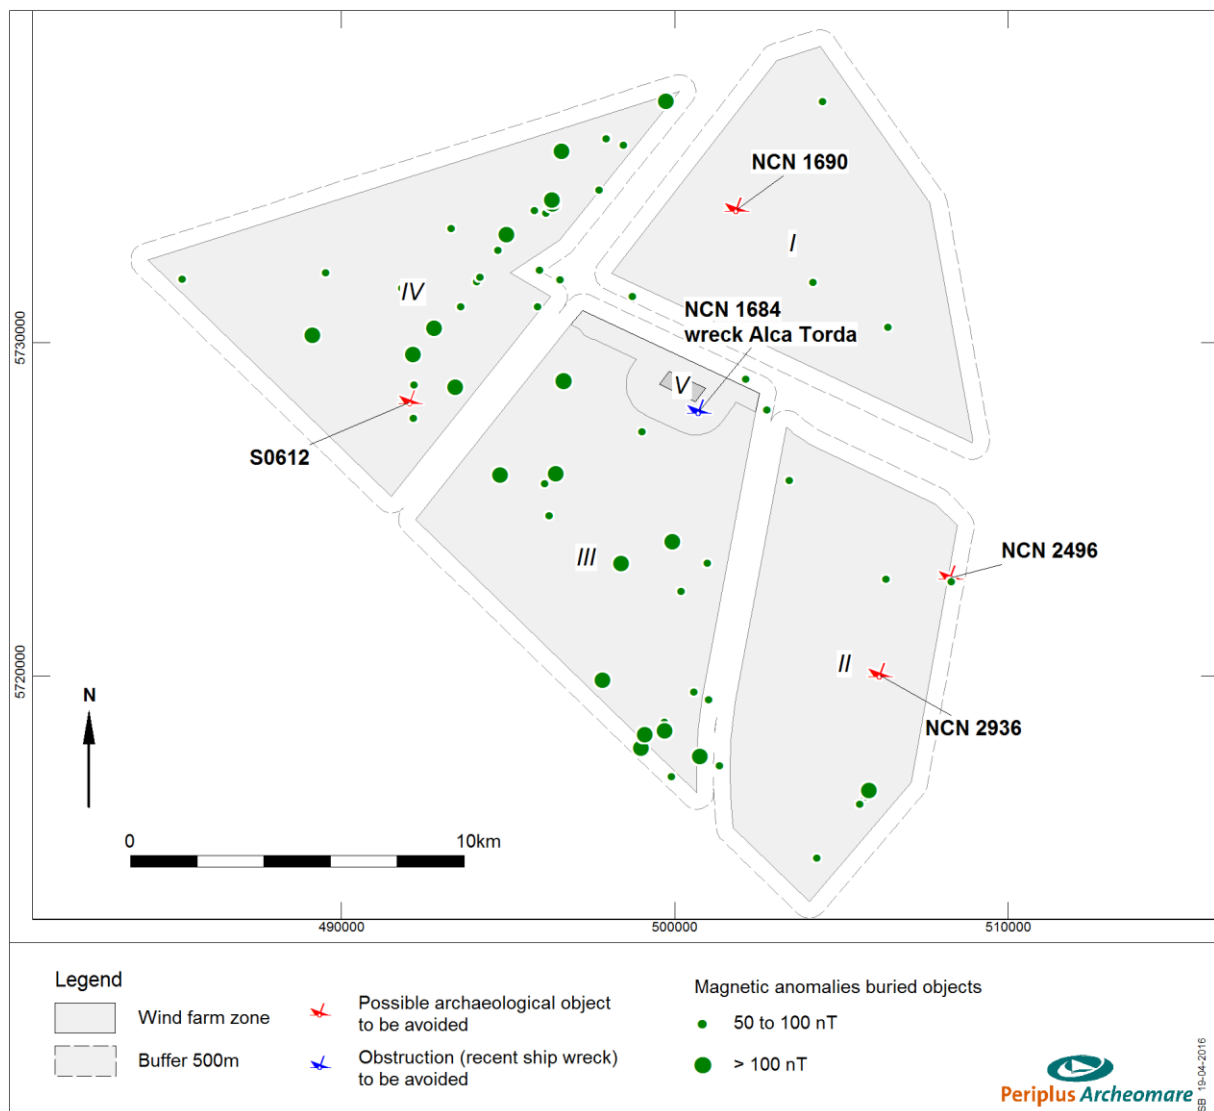 NCN 1690
I
IV
NCN 1684
wreck Alca Torda
V
S0612
III
NCN 2496
II
NCN 2936
5730000
5720000
N
0
10km
490000
500000
510000
Legend
Wind farm zone
Buffer 500m
Possible archaeological object
to be avoided
Obstruction (recent ship wreck)
to be avoided
Magnetic anomalies buried objects
50 to 100 nT
> 100 nT
Periplus Archeomare
SB 19-04-2016